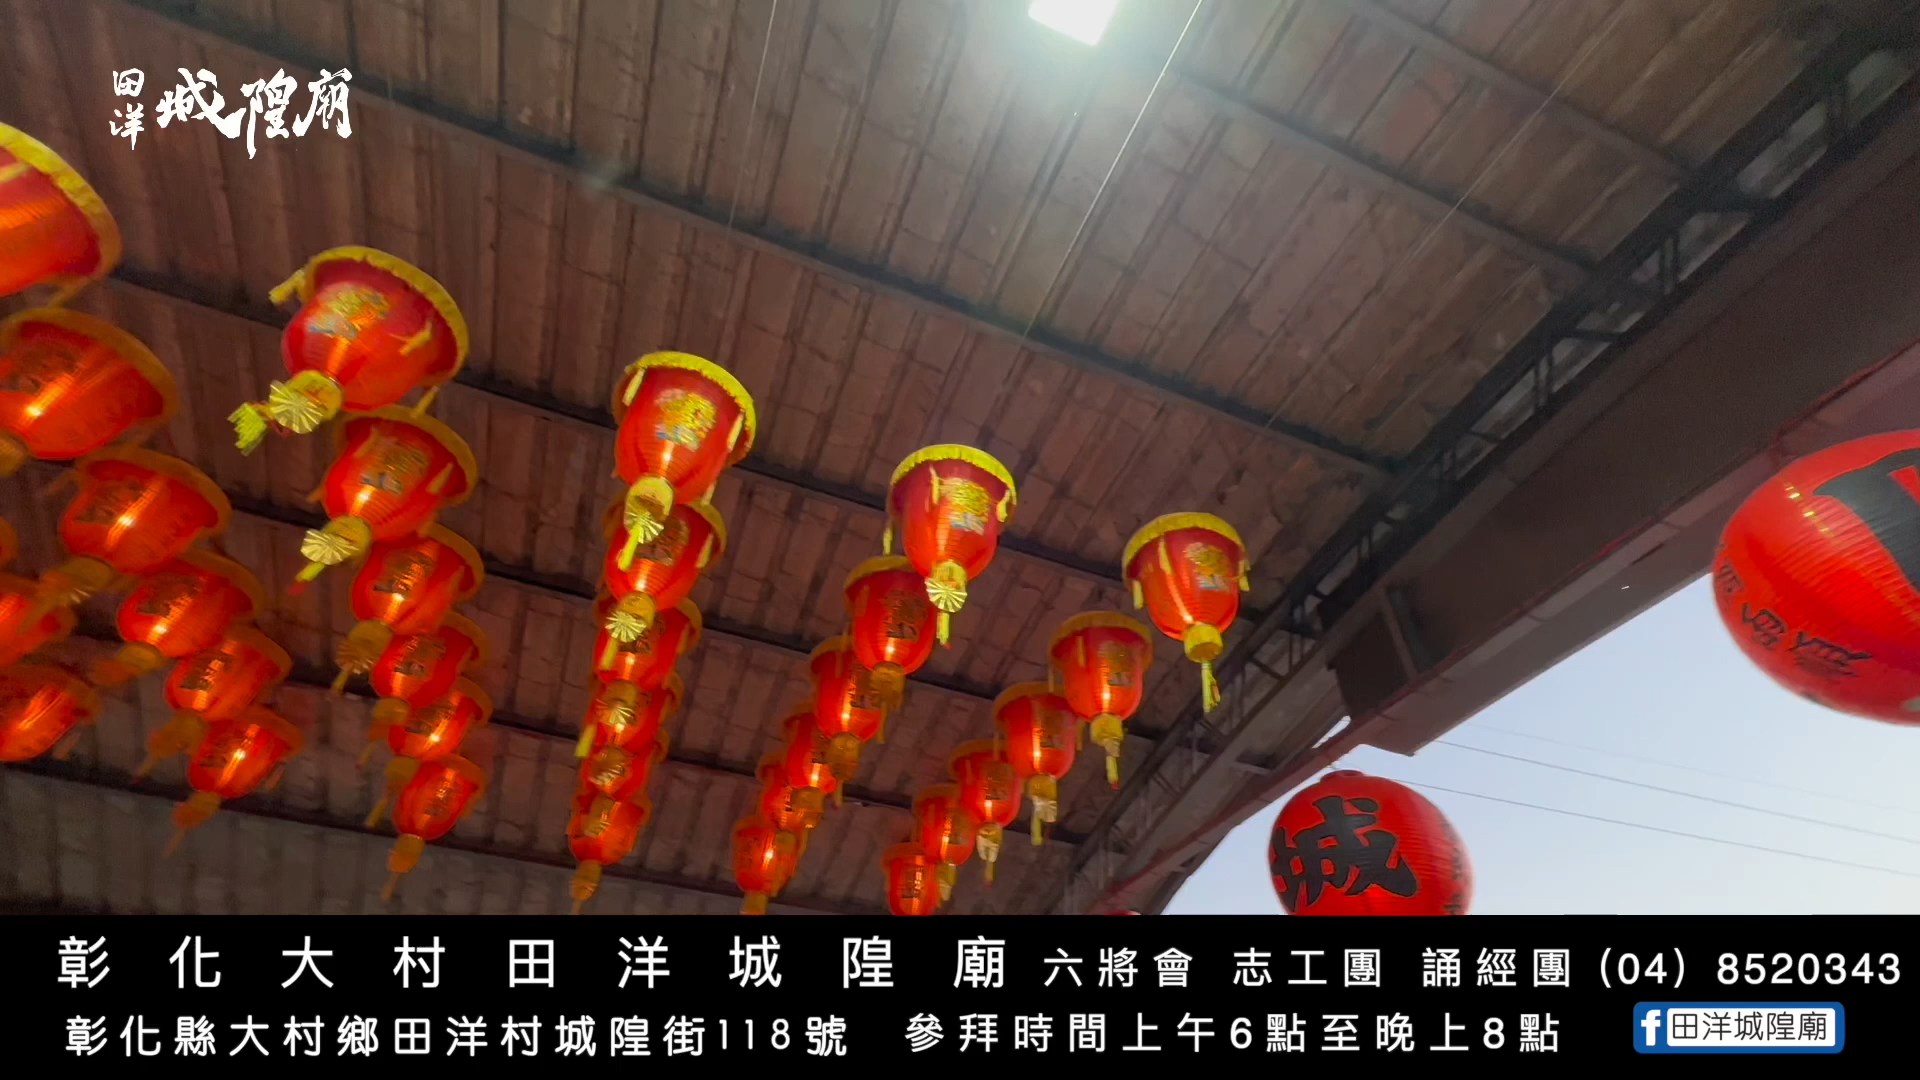 田洋城隍廟
城
彰化大村田洋城隍廟 六將會 志工團 誦經團 (04) 8520343
彰化縣大村鄉田洋村城隍街118號 參拜時間上午6點至晚上8點
f田洋城隍廟